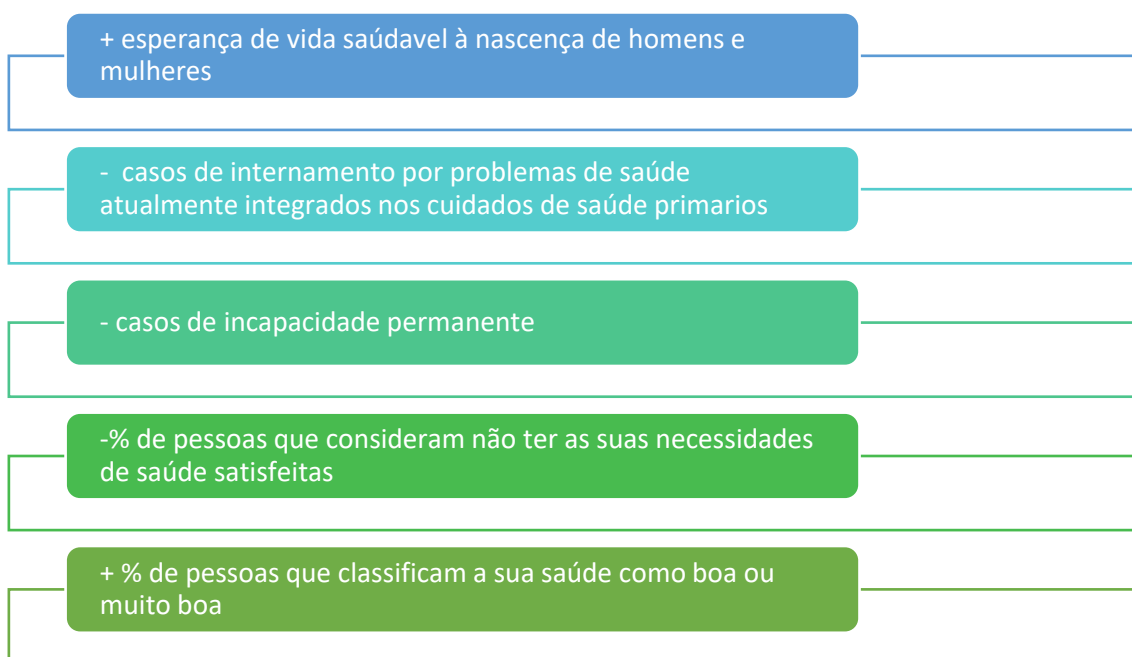 + esperança de vida saúdavel à nascença de homens e
mulheres
- casos de internamento por problemas de saúde
atualmente integrados nos cuidados de saúde primarios
- casos de incapacidade permanente
-% de pessoas que consideram não ter as suas necessidades
de saúde satisfeitas
+ % de pessoas que classificam a sua saúde como boa ou
muito boa